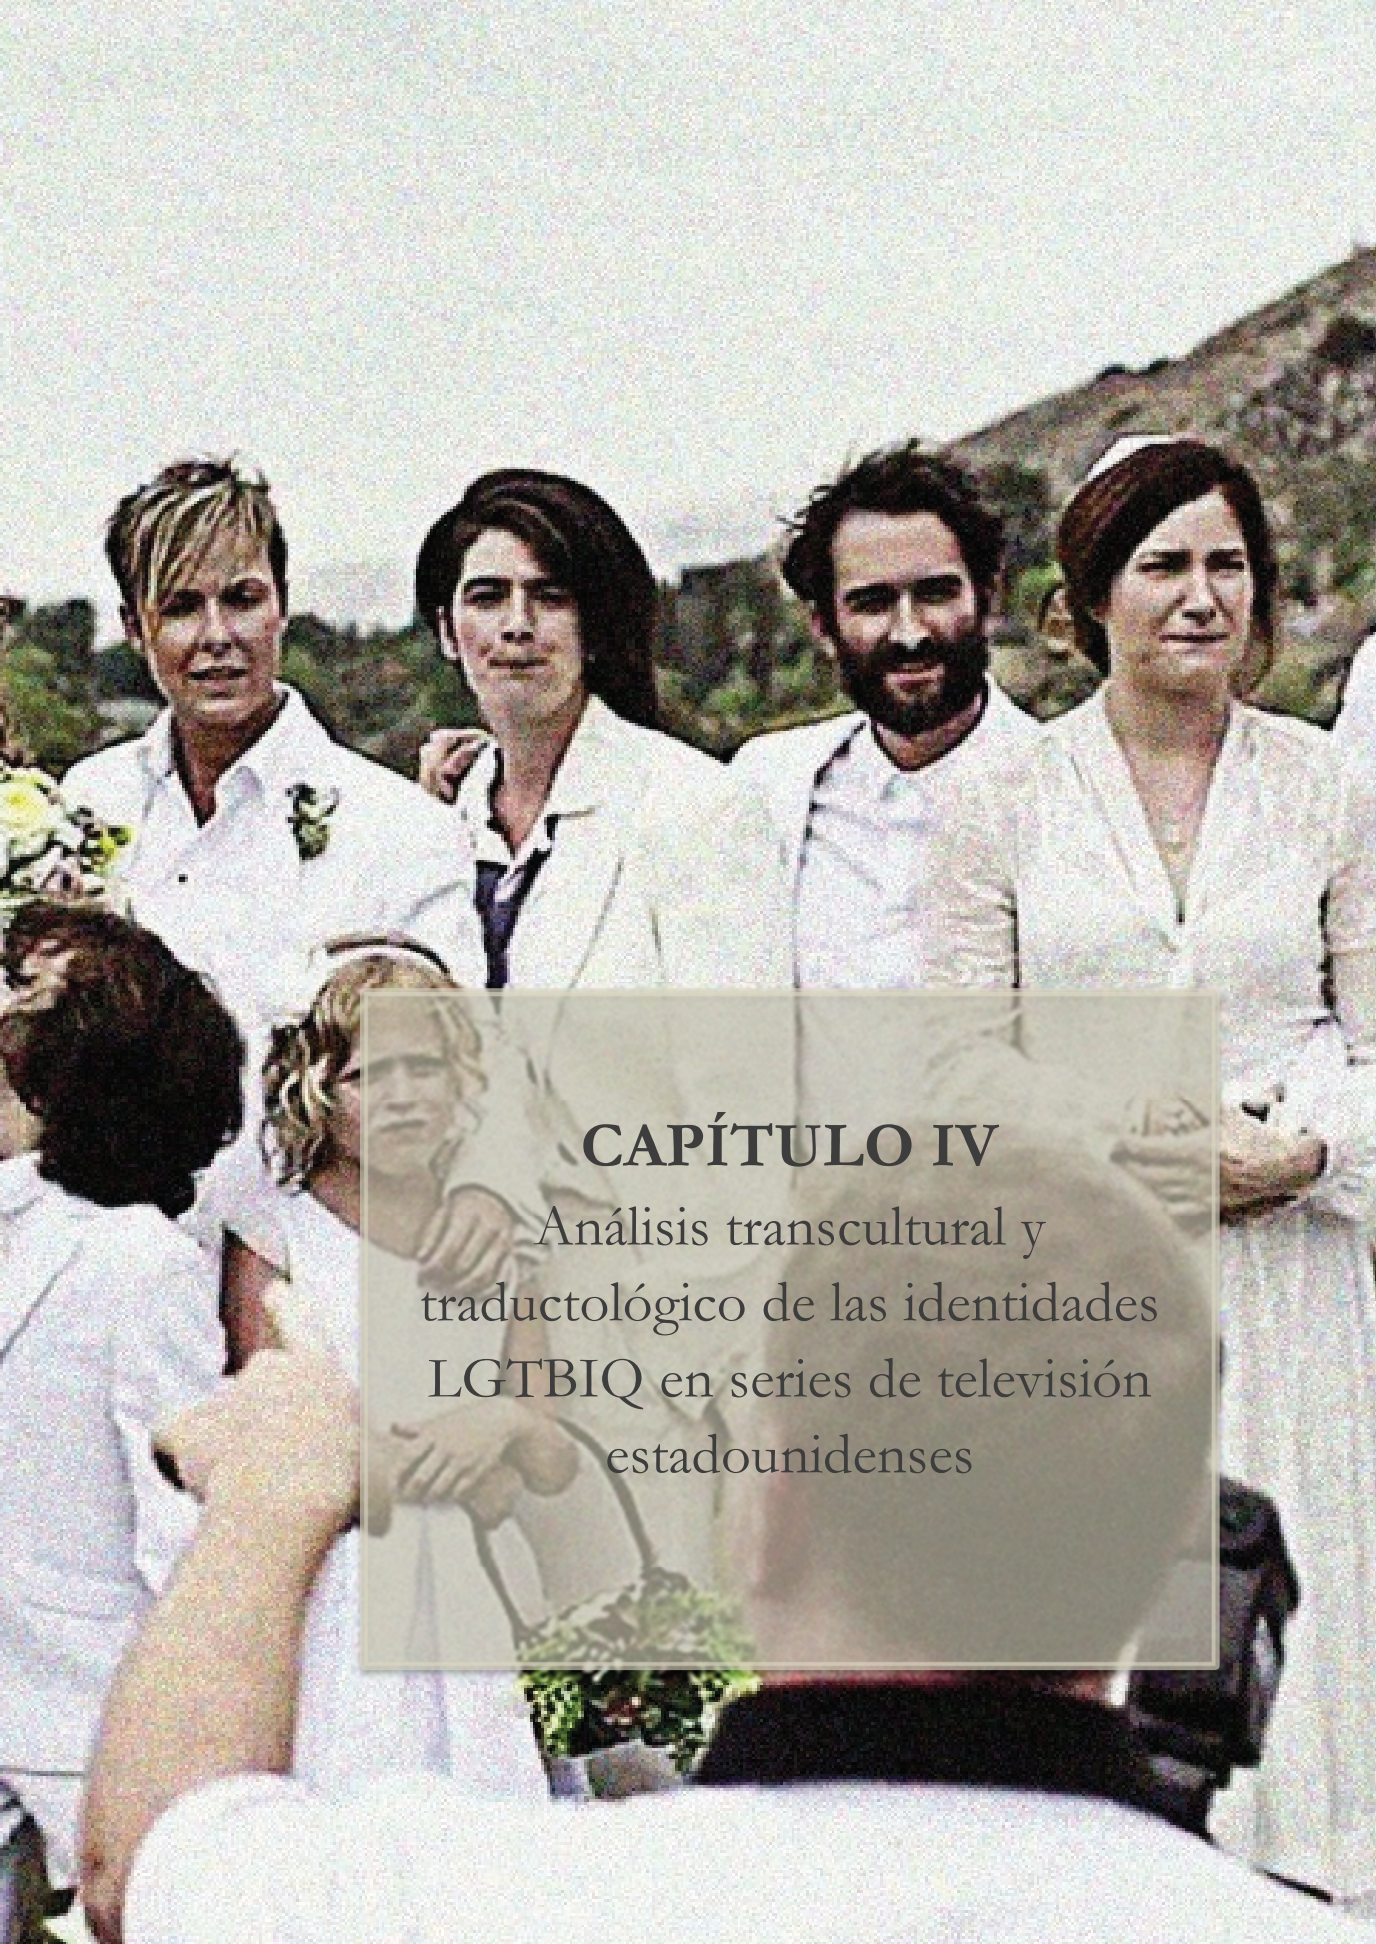 CAPÍTULO IV
Análisis transcultural y
traductológico de las identidades
LGTBIQ en series de televisión
estadounidenses